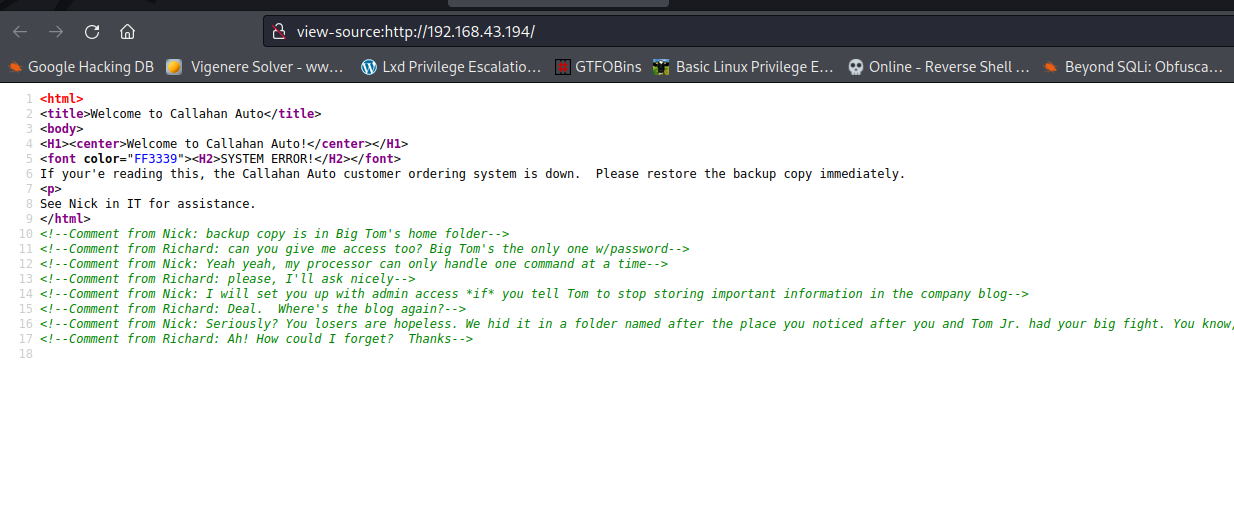 view-source:http://192.168.43.194/
Google Hacking DB Vigenere Solver - ww… Lxd Privilege Escalatio… GTFOBins Basic Linux Privilege E… Online - Reverse Shell … Beyond SQLi: Obfusca…
1 <html>
2 <title>Welcome to Callahan Auto</title>
3 <body>
4 <H1><center>Welcome to Callahan Auto!</center></H1>
5 <font color="FF3339"><H2>SYSTEM ERROR!</H2></font>
6 If your'e reading this, the Callahan Auto customer ordering system is down.  Please restore the backup copy immediately.
7 <p>
8 See Nick in IT for assistance.
9 </html>
10 <!--Comment from Nick: backup copy is in Big Tom's home folder-->
11 <!--Comment from Richard: can you give me access too? Big Tom's the only one w/password-->
12 <!--Comment from Nick: Yeah yeah, my processor can only handle one command at a time-->
13 <!--Comment from Richard: please, I'll ask nicely-->
14 <!--Comment from Nick: I will set you up with admin access *if* you tell Tom to stop storing important information in the company blog-->
15 <!--Comment from Richard: Deal.  Where's the blog again?-->
16 <!--Comment from Nick: Seriously? You losers are hopeless. We hid it in a folder named after the place you noticed after you and Tom Jr. had your big fight. You know,
17 <!--Comment from Richard: Ah! How could I forget?  Thanks-->
18